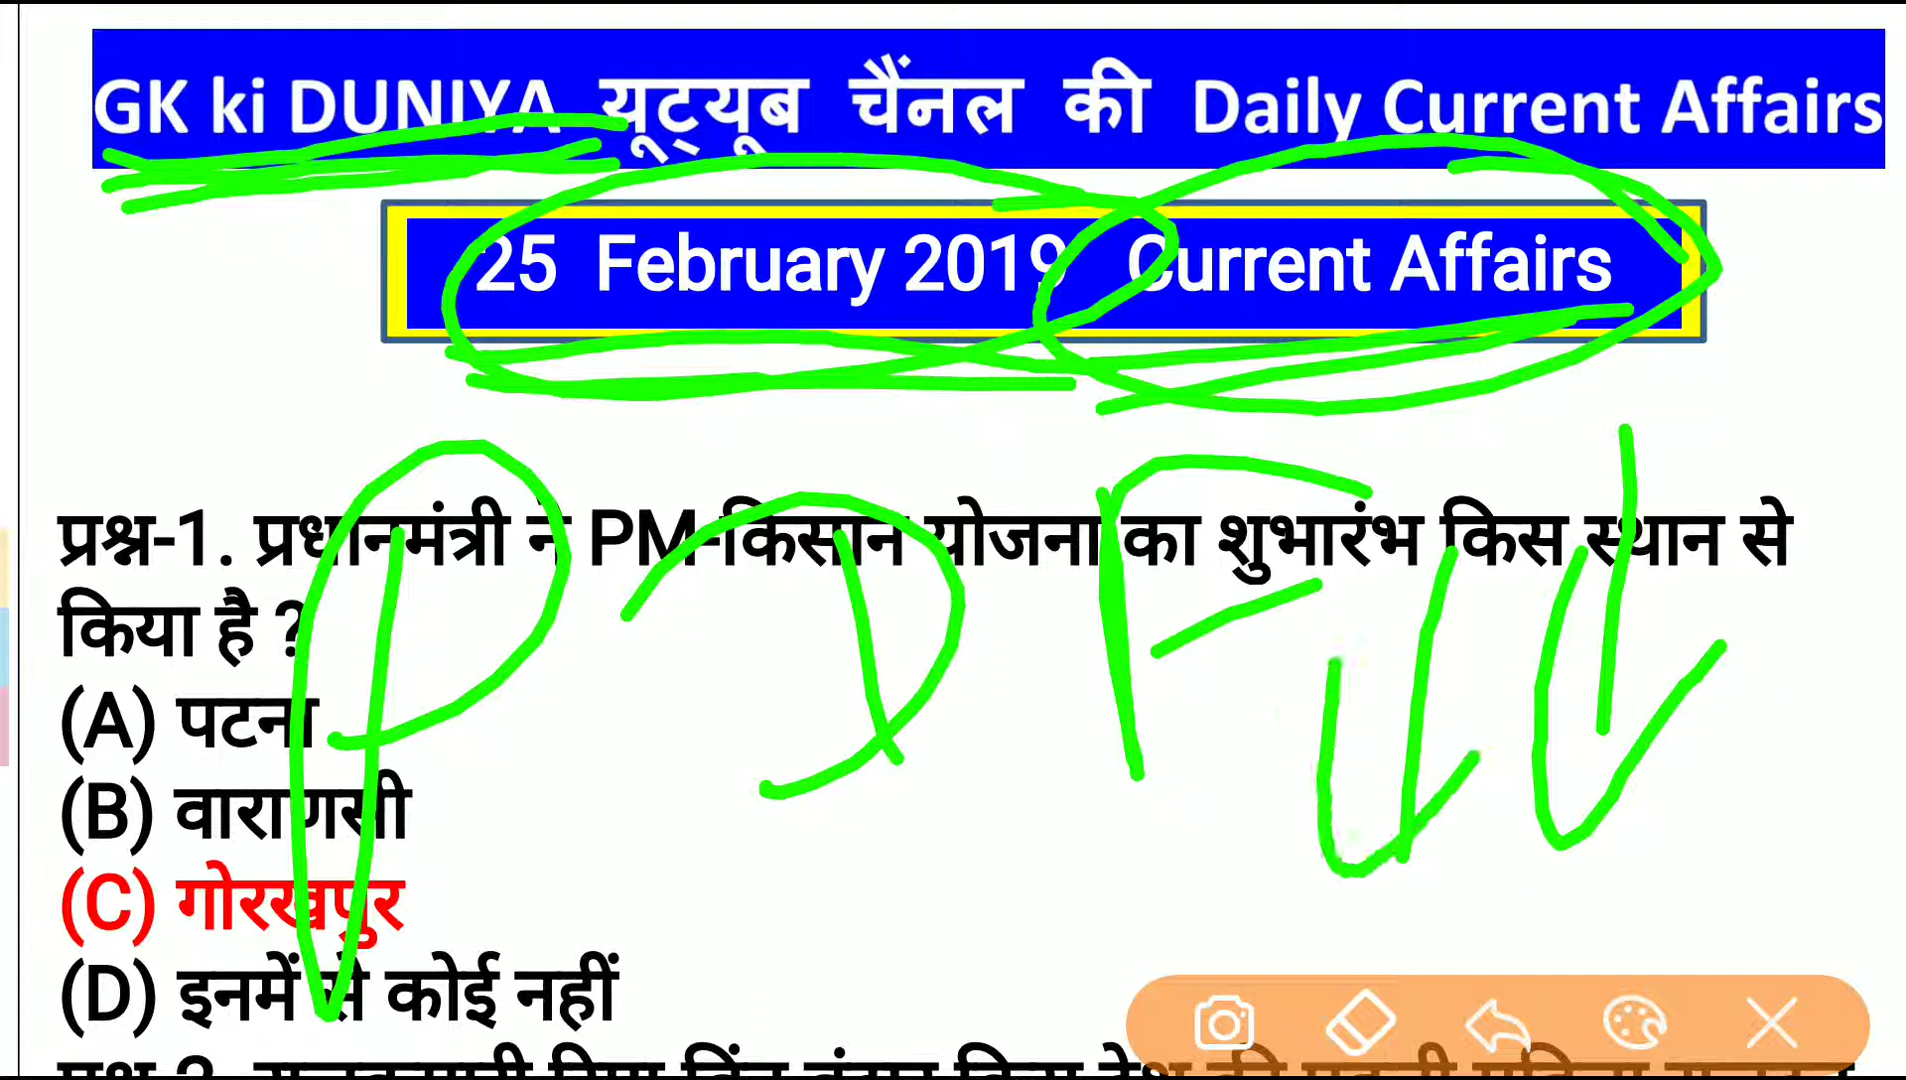 GK ki DUNIYA यूट्यूब चैंनल की Daily Current Affairs
25 February 2019 Current Affairs
प्रश्न-1. प्रधानमंत्री ने PM-किसान योजना का शुभारंभ किस स्थान से
किया है ?
(A) पटना
(B) वाराणसी
(C) गोरखपुर
(D) इनमें से कोई नहीं
PDF